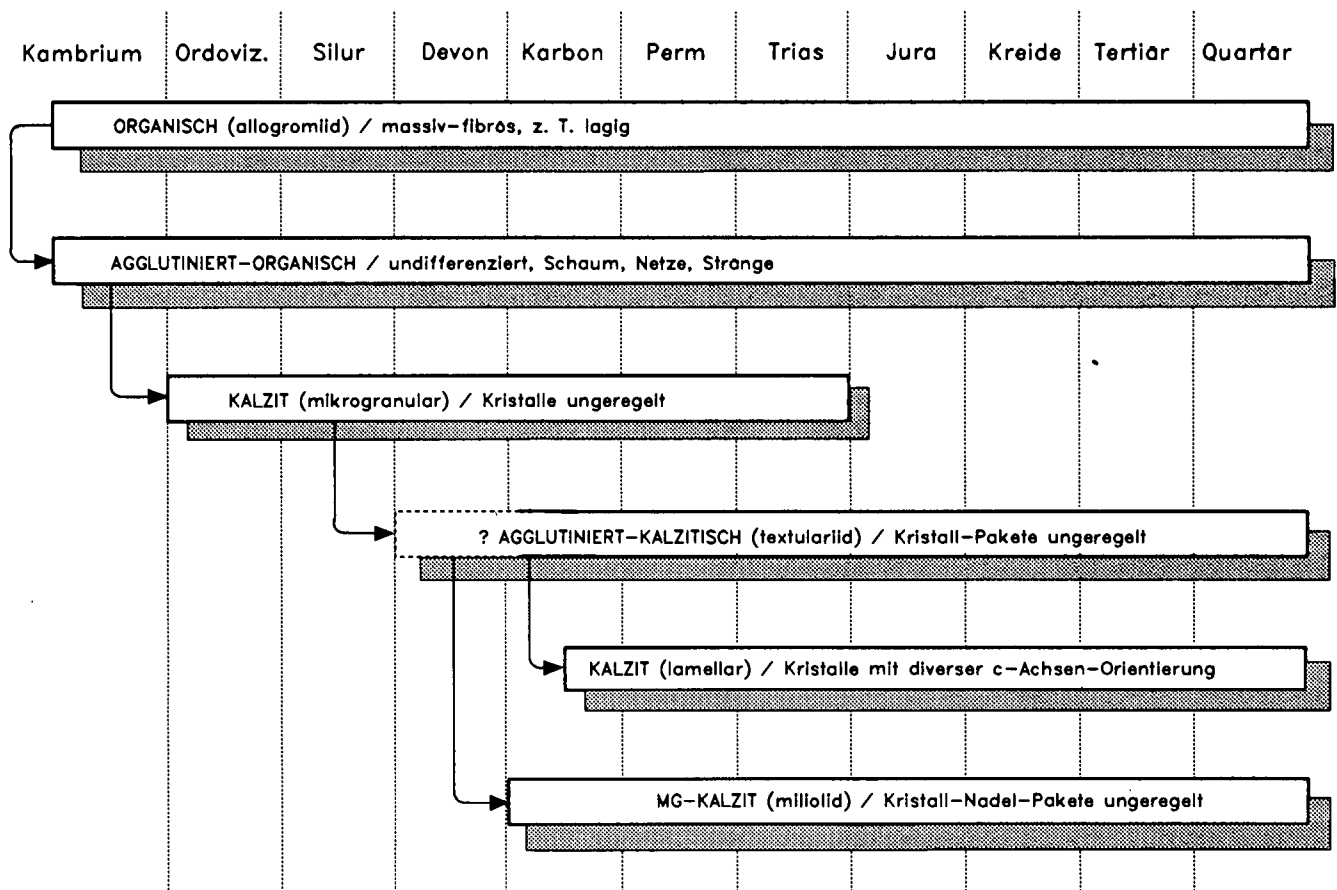 Kambrium Ordoviz. Silur Devon Karbon Perm Trias Jura Kreide Tertiär Quartär
ORGANISCH (allogromiid) / massiv-fibrös, z. T. lagig
AGGLUTINIERT-ORGANISCH / undifferenziert, Schaum, Netze, Stränge
KALZIT (mikrogranular) / Kristalle ungeregelt
? AGGLUTINIERT-KALZITISCH (textulariid) / Kristall-Pakete ungeregelt
KALZIT (lamellar) / Kristalle mit diverser c-Achsen-Orientierung
MG-KALZIT (miliolid) / Kristall-Nadel-Pakete ungeregelt